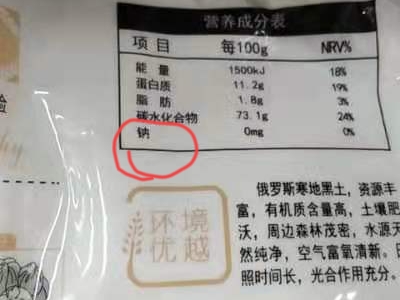 营养成分表
项目 每100g NRV%
能量 1500kJ 18%
蛋白质 11.2g 19%
脂肪 1.8g 3%
碳水化合物 73.1g 24%
钠 0mg 0%
环境
优越
俄罗斯寒地黑土，资源丰
富，有机质含量高，土壤肥
沃，周边森林茂密，水源天
然纯净，空气富氧清新。日
照时间长，光合作用充分。